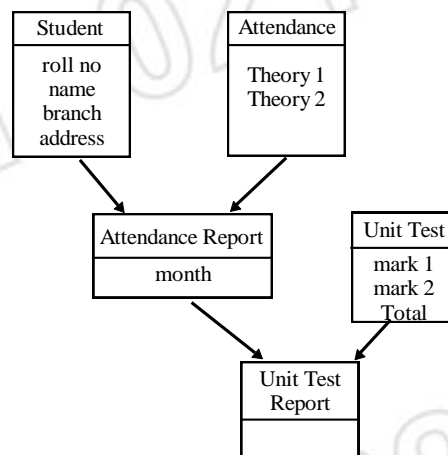 Student
roll no
name
branch
address
Attendance
Theory 1
Theory 2
Attendance Report
month
Unit Test
mark 1
mark 2
Total
Unit Test
Report